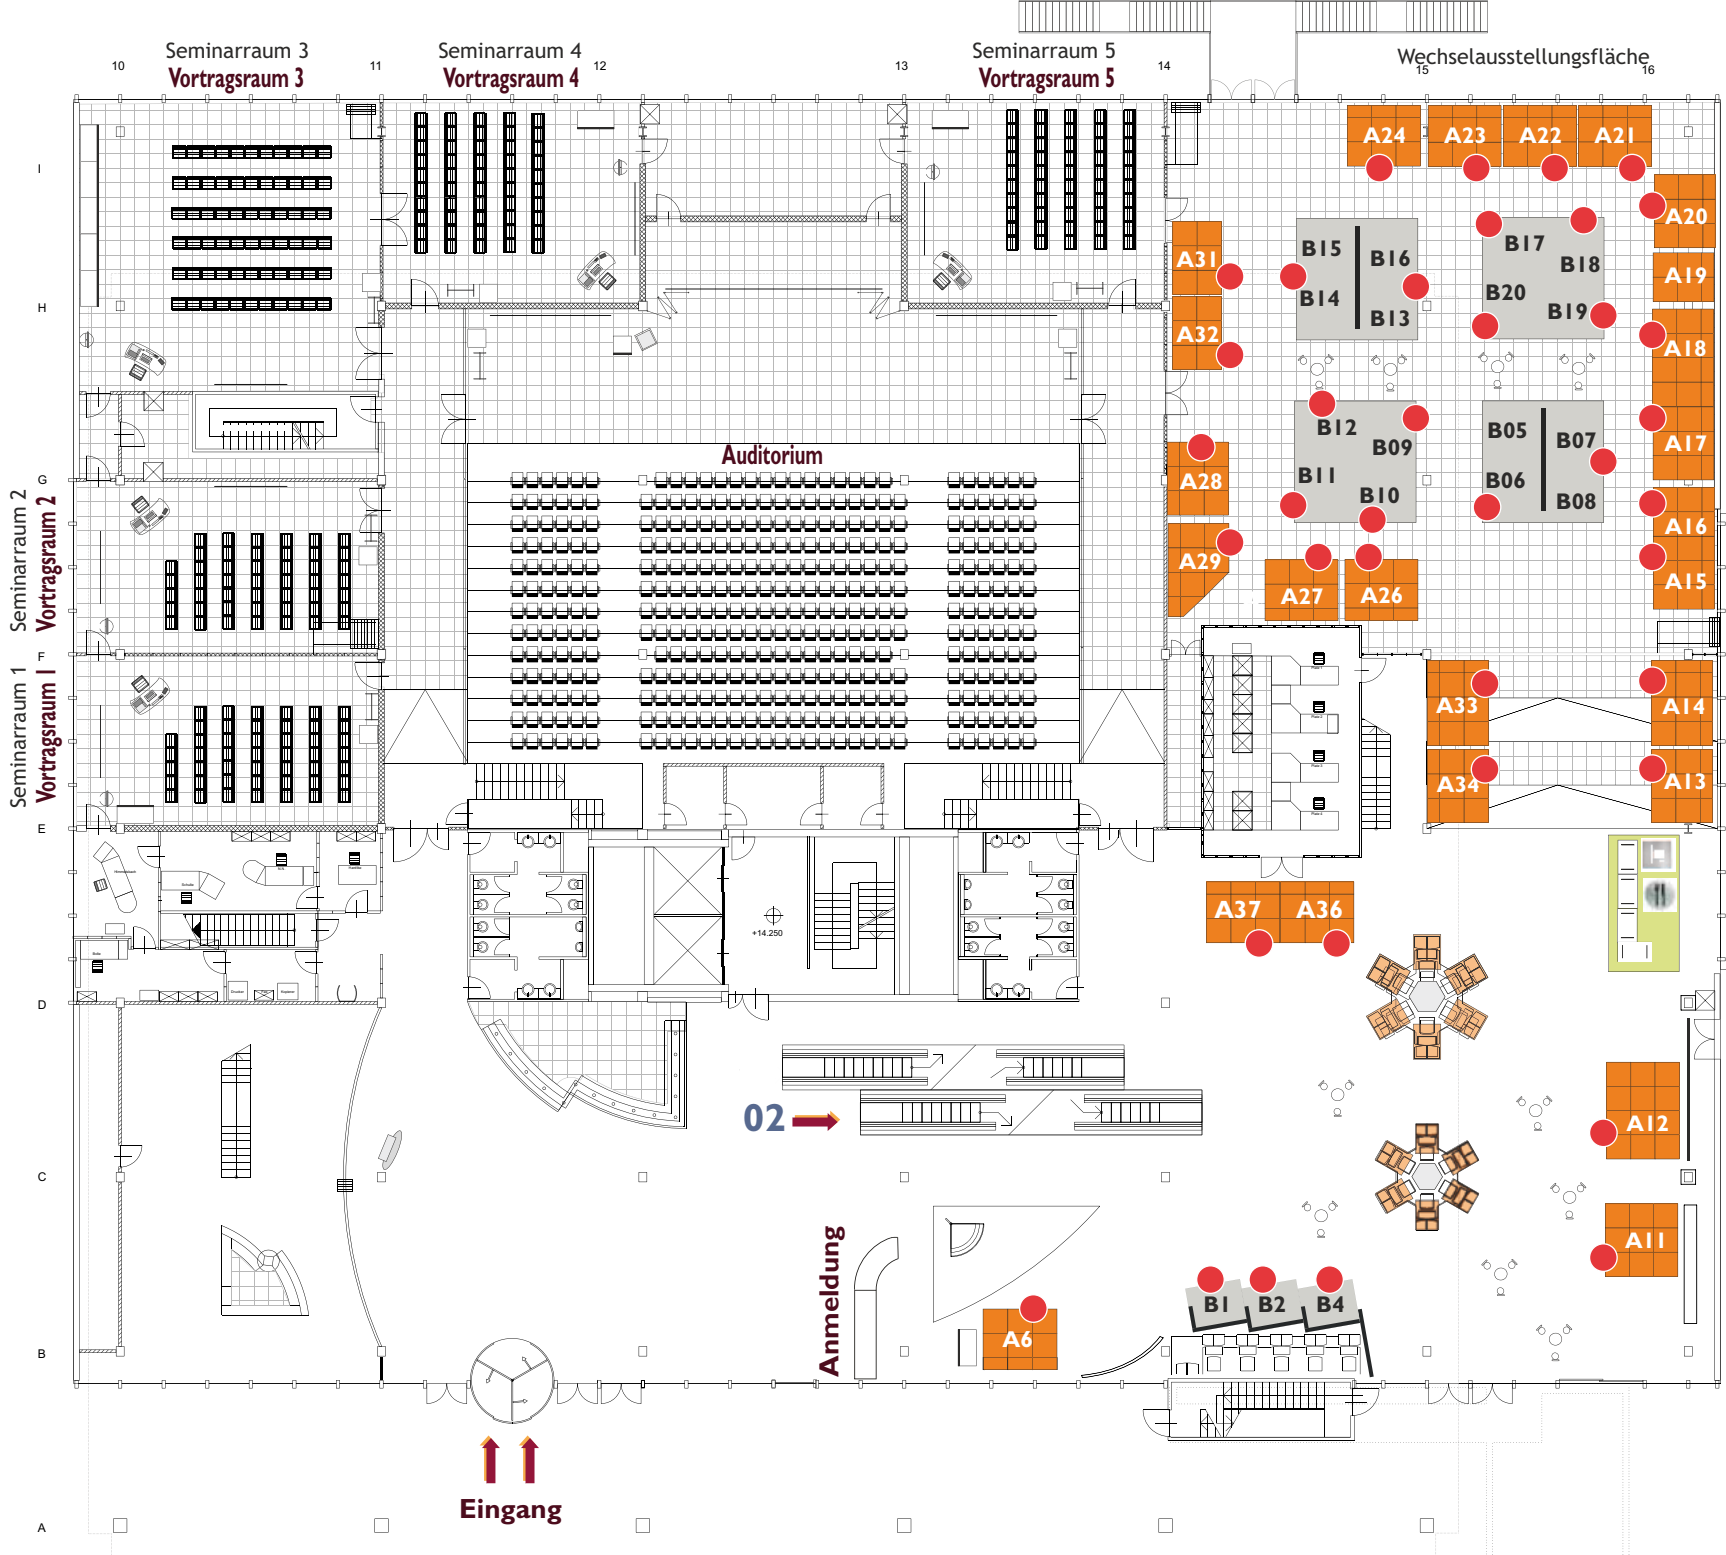 Seminarraum 3
Vortragsraum 3
Seminarraum 4
Vortragsraum 4
Seminarraum 5
Vortragsraum 5
Wechselausstellungsfläche
10
11
12
13
14
15
16
A24
A23
A22
A21
I
A20
B15
B16
B17
B18
A31
A19
B14
B13
B20
B19
H
A32
A18
B12
B09
B05
B07
A17
Auditorium
G
A28
B11
B10
B06
B08
A16
Seminarraum 2
Vortragsraum 2
A29
A27
A26
A15
F
Seminarraum 1
Vortragsraum 1
A33
A14
A34
A13
E
A37
A36
+14.250
Drucker
Kopierer
D
02
A12
C
A11
Anmeldung
B1
B2
B4
A6
B
Eingang
A